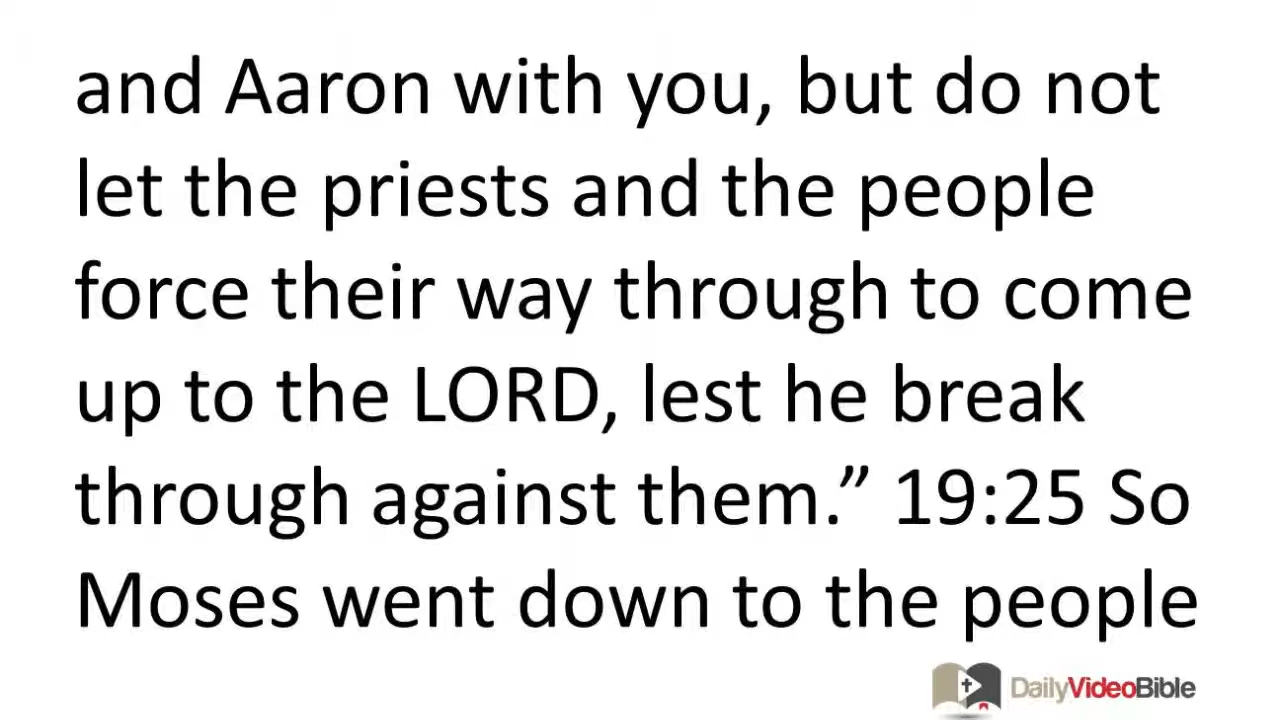 and Aaron with you, but do not
let the priests and the people
force their way through to come
up to the LORD, lest he break
through against them.” 19:25 So
Moses went down to the people
DailyVideoBible